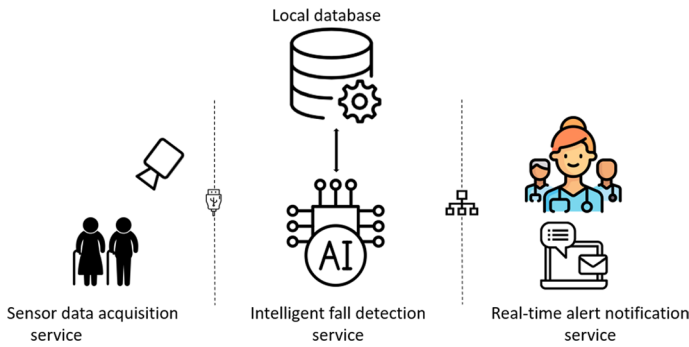 Local database
AI
Sensor data acquisition
service
Intelligent fall detection
service
Real-time alert notification
service